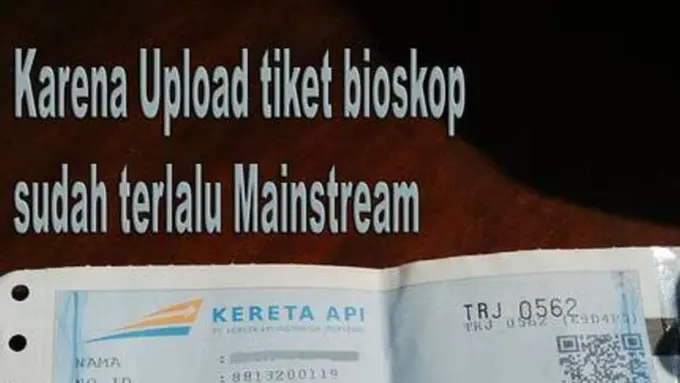 Karena Upload tiket bioskop
sudah terlalu Mainstream
KERETA API
TRJ 0562
TRJ 0562
NAMA :
NO ID : 8813200119